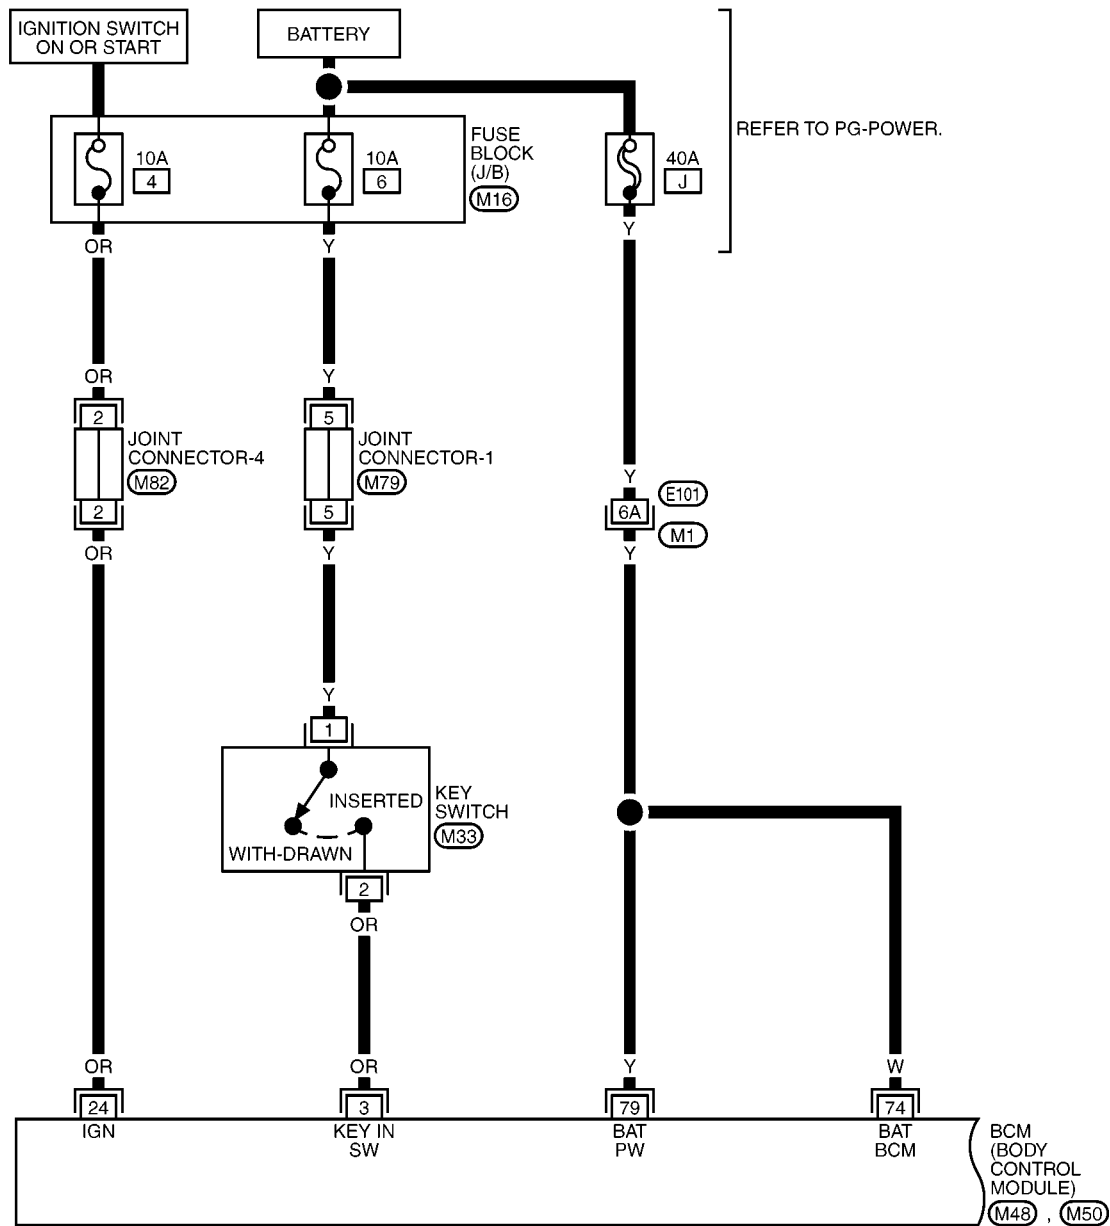 IGNITION SWITCH
ON OR START
BATTERY
REFER TO PG-POWER.
10A
4
10A
6
FUSE
BLOCK
(J/B)
M16
40A
J
OR
Y
Y
OR
Y
2
5
JOINT
CONNECTOR-4
M82
JOINT
CONNECTOR-1
M79
2
5
OR
Y
Y
E101
6A
M1
Y
Y
1
INSERTED
WITH-DRAWN
KEY
SWITCH
M33
2
OR
OR
OR
Y
W
24
3
79
74
IGN
KEY IN
SW
BAT
PW
BAT
BCM
BCM
(BODY
CONTROL
MODULE)
M48 , M50